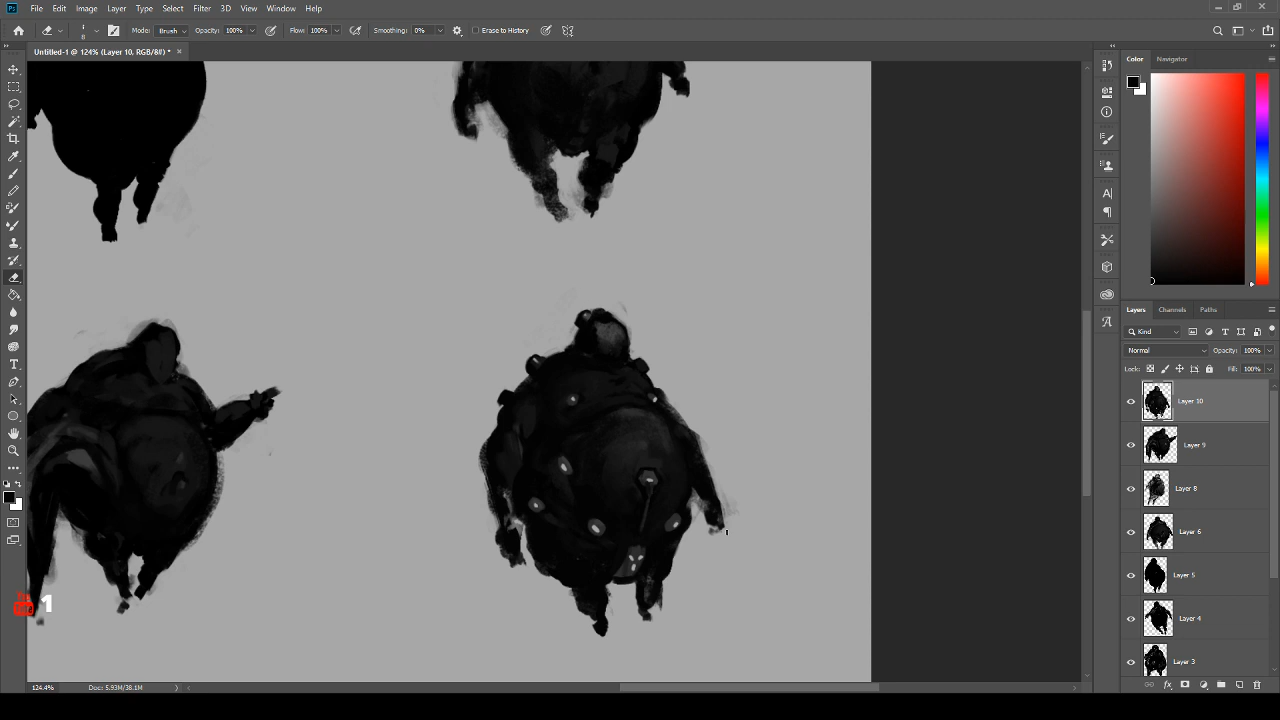 File Edit Image Layer Type Select Filter 3D View Window Help
8 Mode: Brush Opacity: 100% Flow: 100% Smoothing: 0% Erase to History
Untitled-1 @ 124% (Layer 10, RGB/8#) * ×
Color Navigator
Layers Channels Paths
Kind
Normal Opacity: 100%
Lock: Fill: 100%
Layer 10
Layer 9
Layer 8
Layer 6
Layer 5
Layer 4
Layer 3
1
124.4% Doc: 5.93M/38.1M